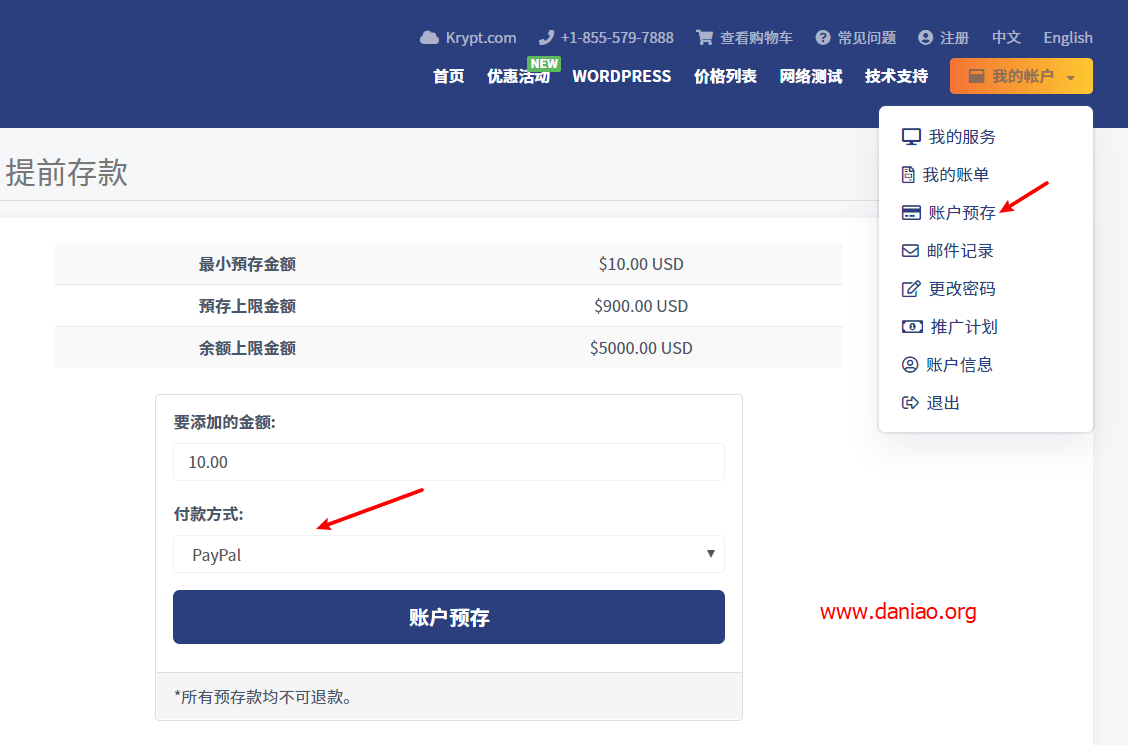 Krypt.com +1-855-579-7888 查看购物车 常见问题 注册 中文 English
NEW
首页 优惠活动 WORDPRESS 价格列表 网络测试 技术支持 我的帐户
我的服务
我的账单
账户预存
邮件记录
更改密码
推广计划
账户信息
退出
提前存款
最小預存金额 $10.00 USD
預存上限金额 $900.00 USD
余额上限金额 $5000.00 USD
要添加的金额:
10.00
付款方式:
PayPal
账户预存
*所有预存款均不可退款。
www.daniao.org